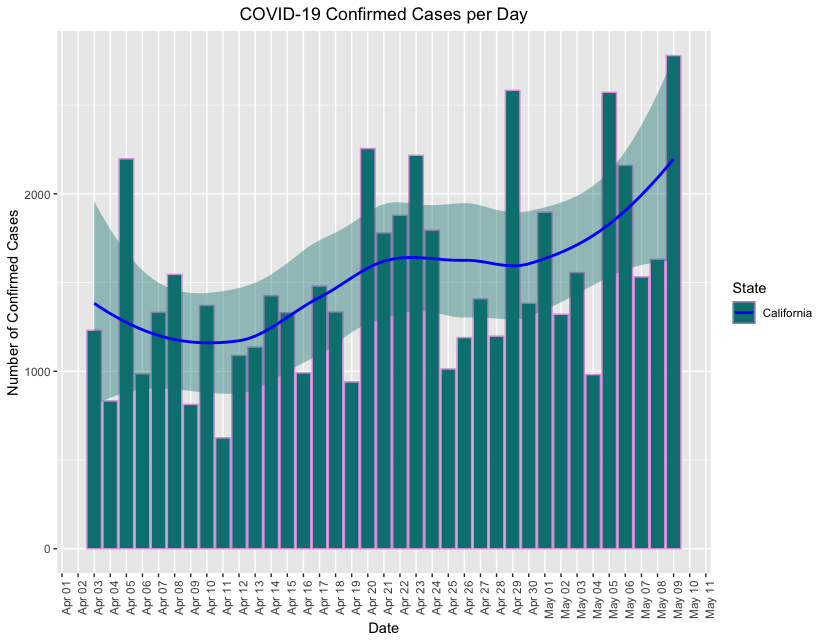 COVID-19 Confirmed Cases per Day
Number of Confirmed Cases
2000
1000
0
Apr 01
Apr 02
Apr 03
Apr 04
Apr 05
Apr 06
Apr 07
Apr 08
Apr 09
Apr 10
Apr 11
Apr 12
Apr 13
Apr 14
Apr 15
Apr 16
Apr 17
Apr 18
Apr 19
Apr 20
Apr 21
Apr 22
Apr 23
Apr 24
Apr 25
Apr 26
Apr 27
Apr 28
Apr 29
Apr 30
May 01
May 02
May 03
May 04
May 05
May 06
May 07
May 08
May 09
May 10
May 11
Date
State
California